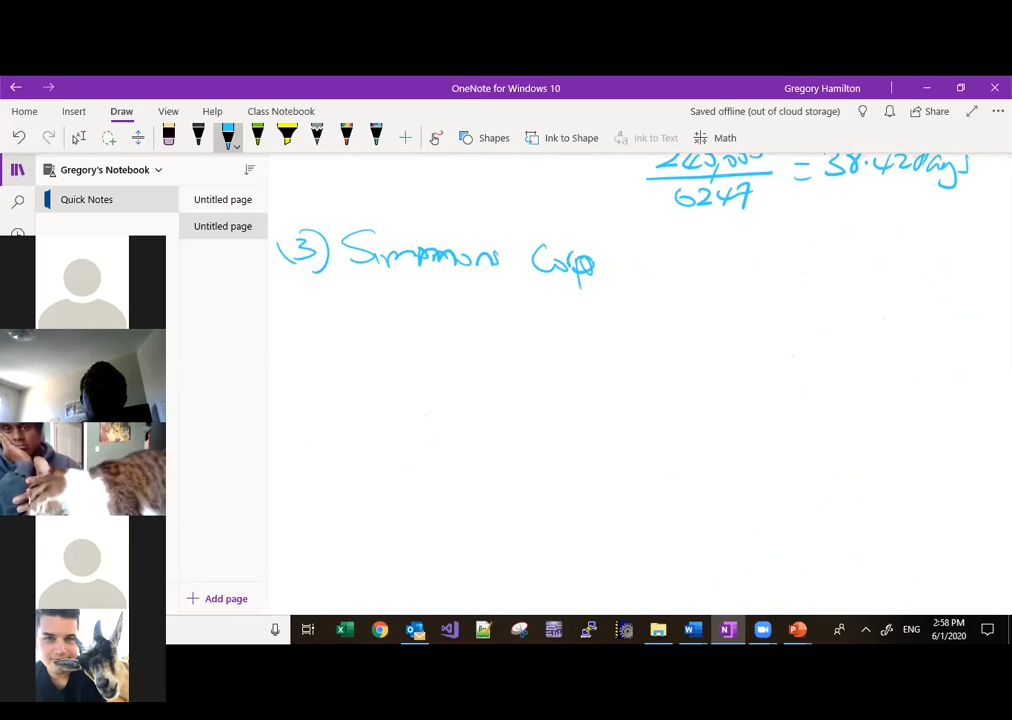 OneNote for Windows 10
Gregory Hamilton
Home Insert Draw View Help Class Notebook
Saved offline (out of cloud storage)
Share
Shapes
Ink to Shape
Ink to Text
Math
Gregory's Notebook
Quick Notes
Untitled page
Untitled page
240,000
6247
= 38.42 days
(3) Simmons Corp
Add page
ENG
2:58 PM
6/1/2020